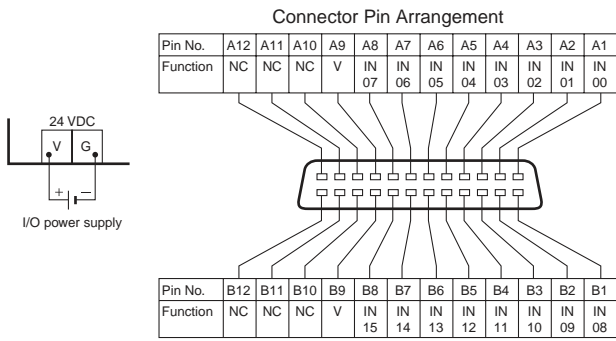 Connector Pin Arrangement
Pin No. A12 A11 A10 A9 A8 A7 A6 A5 A4 A3 A2 A1
Function NC NC NC V IN IN IN IN IN IN IN IN
07 06 05 04 03 02 01 00
24 VDC
V G
+ −
I/O power supply
Pin No. B12 B11 B10 B9 B8 B7 B6 B5 B4 B3 B2 B1
Function NC NC NC V IN IN IN IN IN IN IN IN
15 14 13 12 11 10 09 08